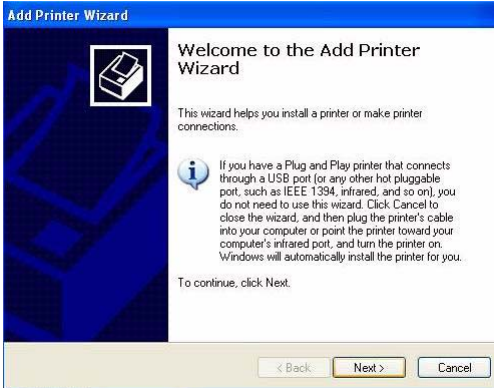 Add Printer Wizard
Welcome to the Add Printer
Wizard
This wizard helps you install a printer or make printer
connections.
If you have a Plug and Play printer that connects
through a USB port (or any other hot pluggable
port, such as IEEE 1394, infrared, and so on), you
do not need to use this wizard. Click Cancel to
close the wizard, and then plug the printer's cable
into your computer or point the printer toward your
computer's infrared port, and turn the printer on.
Windows will automatically install the printer for you.
To continue, click Next.
< Back
Next >
Cancel